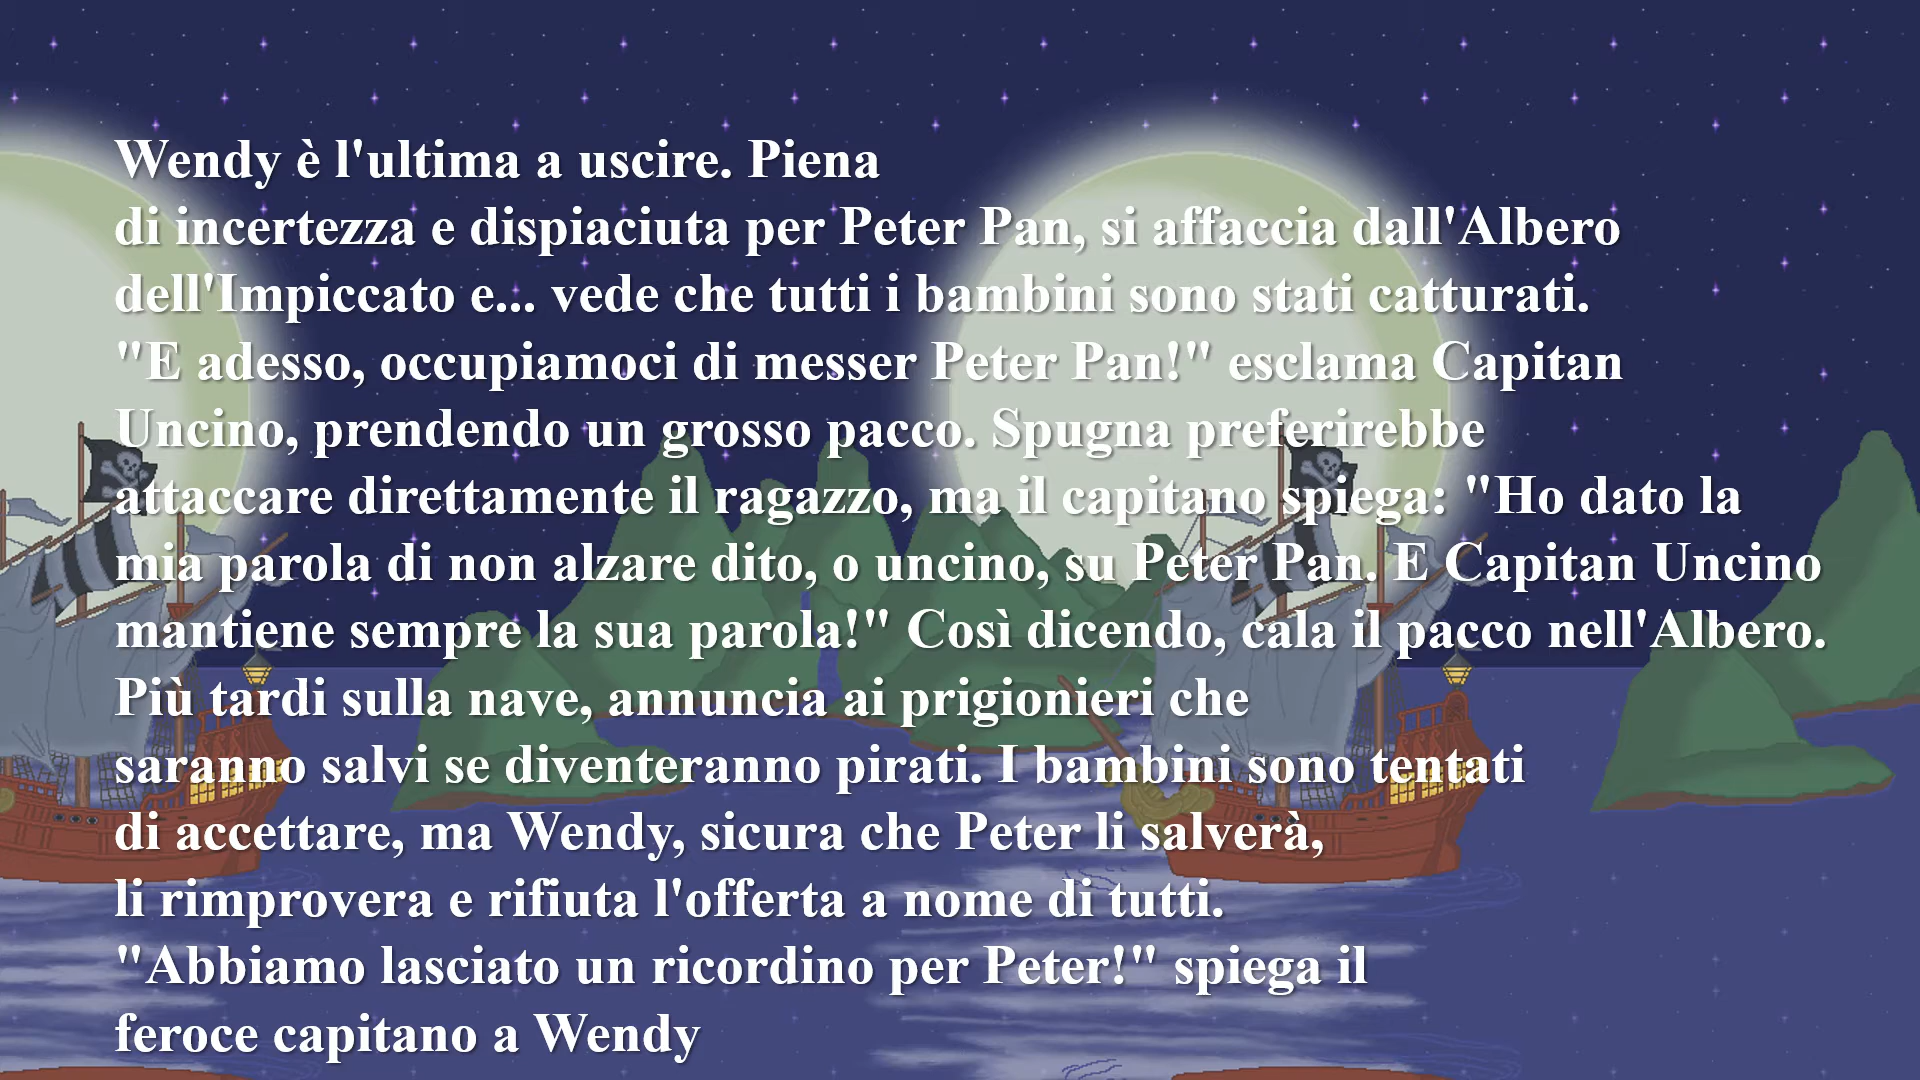 Wendy è l'ultima a uscire. Piena
di incertezza e dispiaciuta per Peter Pan, si affaccia dall'Albero
dell'Impiccato e... vede che tutti i bambini sono stati catturati.
"E adesso, occupiamoci di messer Peter Pan!" esclama Capitan
Uncino, prendendo un grosso pacco. Spugna preferirebbe
attaccare direttamente il ragazzo, ma il capitano spiega: "Ho dato la
mia parola di non alzare dito, o uncino, su Peter Pan. E Capitan Uncino
mantiene sempre la sua parola!" Così dicendo, cala il pacco nell'Albero.
Più tardi sulla nave, annuncia ai prigionieri che
saranno salvi se diventeranno pirati. I bambini sono tentati
di accettare, ma Wendy, sicura che Peter li salverà,
li rimprovera e rifiuta l'offerta a nome di tutti.
"Abbiamo lasciato un ricordino per Peter!" spiega il
feroce capitano a Wendy